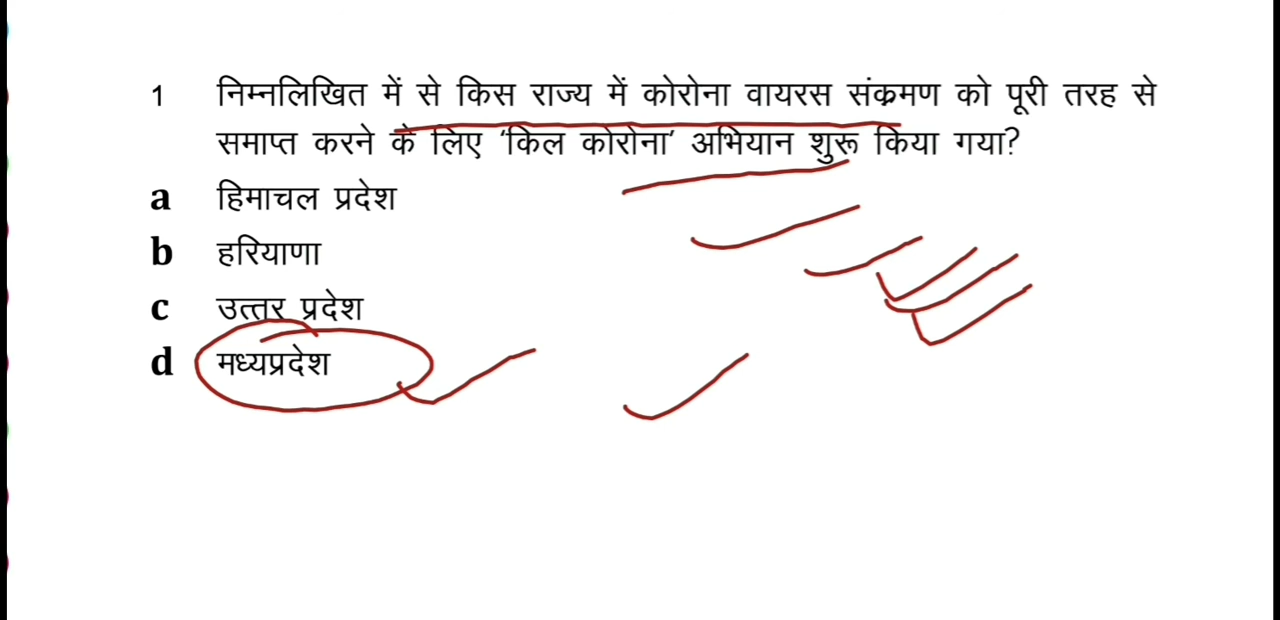 1 निम्नलिखित में से किस राज्य में कोरोना वायरस संक्रमण को पूरी तरह से
समाप्त करने के लिए ‘किल कोरोना’ अभियान शुरू किया गया?
a हिमाचल प्रदेश
b हरियाणा
c उत्तर प्रदेश
d मध्यप्रदेश